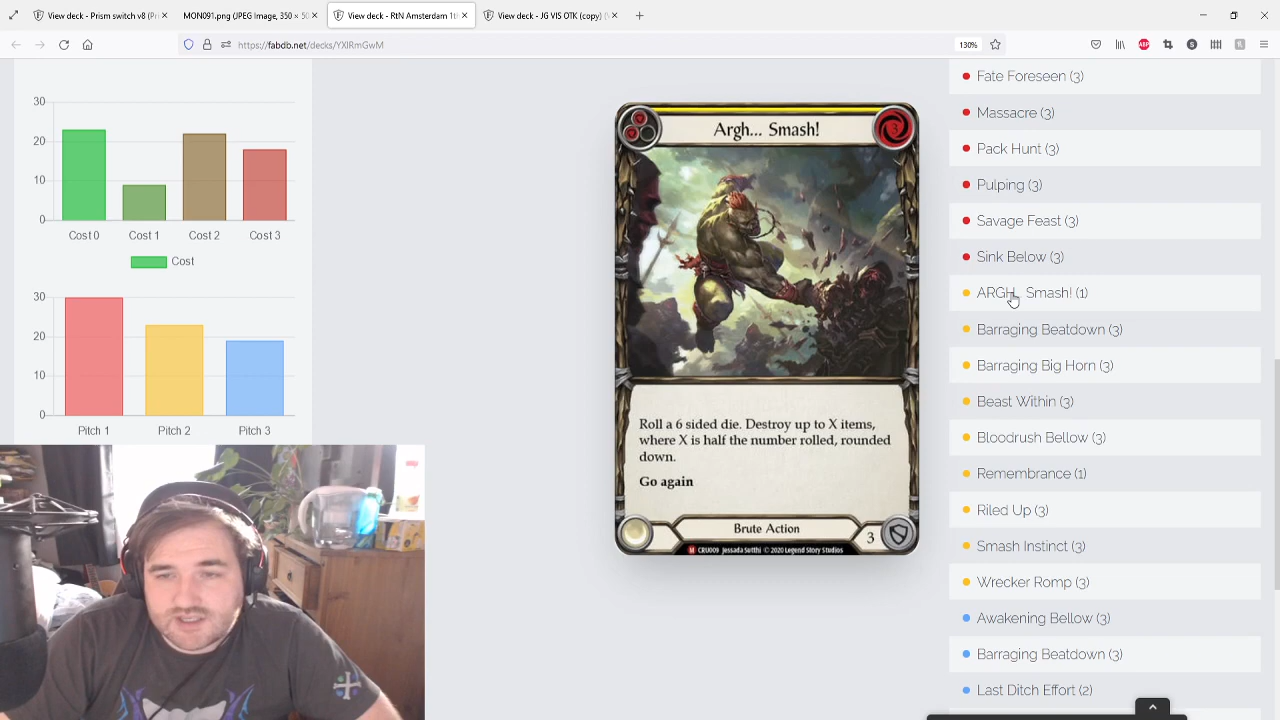 View deck - Prism switch v8 (Pri
MON091.png (JPEG Image, 350 × 50
View deck - RtN Amsterdam 1th
View deck - JG VIS OTK (copy) (V
https://fabdb.net/decks/YXlRmGwM
130%
ABP
S
30
20
10
0
Cost 0
Cost 1
Cost 2
Cost 3
Cost
30
20
10
0
Pitch 1
Pitch 2
Pitch 3
Argh... Smash!
3
Roll a 6 sided die. Destroy up to X items,
where X is half the number rolled, rounded
down.
Go again
Brute Action
3
M CRU009 Jessada Sutthi © 2020 Legend Story Studios
Fate Foreseen (3)
Massacre (3)
Pack Hunt (3)
Pulping (3)
Savage Feast (3)
Sink Below (3)
ARGH... Smash! (1)
Barraging Beatdown (3)
Barraging Big Horn (3)
Beast Within (3)
Bloodrush Bellow (3)
Remembrance (1)
Riled Up (3)
Smash Instinct (3)
Wrecker Romp (3)
Awakening Bellow (3)
Barraging Beatdown (3)
Last Ditch Effort (2)